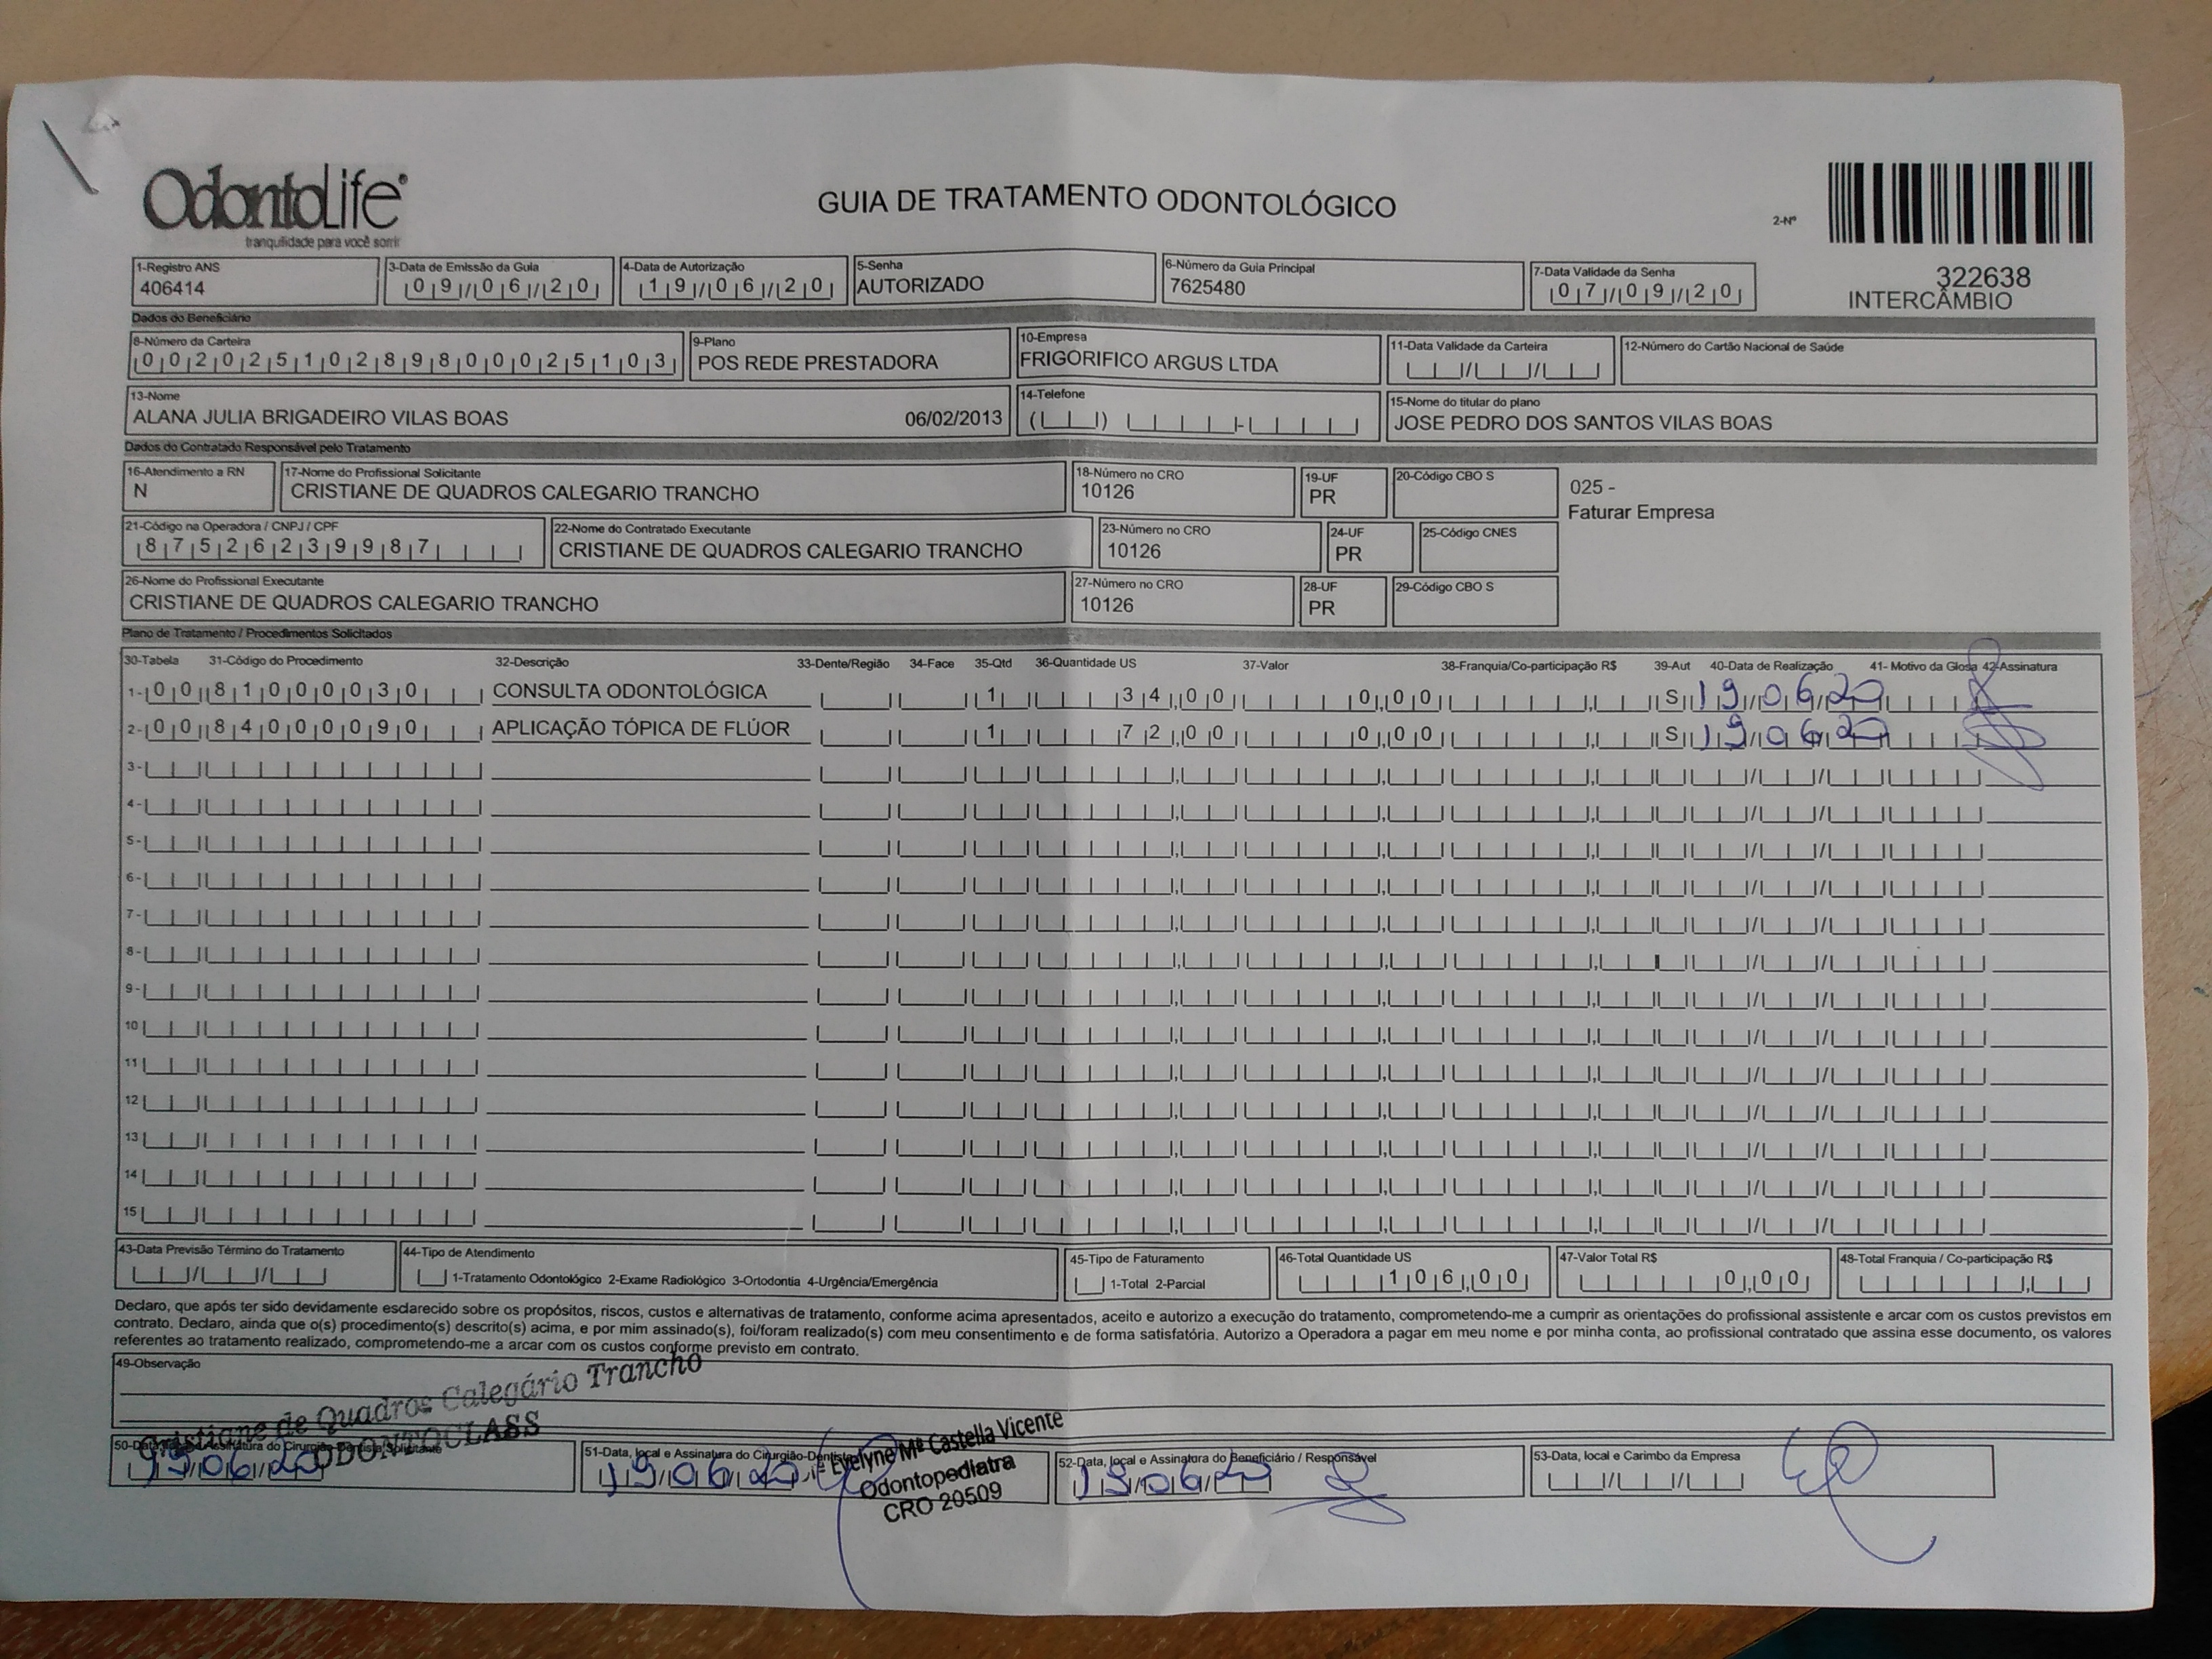 OdontoLife®
tranquilidade para você sorrir
GUIA DE TRATAMENTO ODONTOLÓGICO
2-Nº
322638
INTERCÂMBIO
1-Registro ANS
406414
3-Data de Emissão da Guia
09/06/20
4-Data de Autorização
19/06/20
5-Senha
AUTORIZADO
6-Número da Guia Principal
7625480
7-Data Validade da Senha
07/09/20
Dados do Beneficiário
8-Número da Carteira
00202510289800025103
9-Plano
POS REDE PRESTADORA
10-Empresa
FRIGORIFICO ARGUS LTDA
11-Data Validade da Carteira
12-Número do Cartão Nacional de Saúde
13-Nome
ALANA JULIA BRIGADEIRO VILAS BOAS 06/02/2013
14-Telefone
15-Nome do titular do plano
JOSE PEDRO DOS SANTOS VILAS BOAS
Dados do Contratado Responsável pelo Tratamento
16-Atendimento a RN
N
17-Nome do Profissional Solicitante
CRISTIANE DE QUADROS CALEGARIO TRANCHO
18-Número no CRO
10126
19-UF
PR
20-Código CBO S
025 -
Faturar Empresa
21-Código na Operadora / CNPJ / CPF
87526239987
22-Nome do Contratado Executante
CRISTIANE DE QUADROS CALEGARIO TRANCHO
23-Número no CRO
10126
24-UF
PR
25-Código CNES
26-Nome do Profissional Executante
CRISTIANE DE QUADROS CALEGARIO TRANCHO
27-Número no CRO
10126
28-UF
PR
29-Código CBO S
Plano de Tratamento / Procedimentos Solicitados
30-Tabela 31-Código do Procedimento 32-Descrição 33-Dente/Região 34-Face 35-Qtd 36-Quantidade US 37-Valor 38-Franquia/Co-participação R$ 39-Aut 40-Data de Realização 41- Motivo da Glosa 42-Assinatura
1- 00 81000030 CONSULTA ODONTOLÓGICA 1 34,00 0,00 S 19/06/20
2- 00 84000090 APLICAÇÃO TÓPICA DE FLÚOR 1 72,00 0,00 S 19/06/20
3-
4-
5-
6-
7-
8-
9-
10
11
12
13
14
15
43-Data Previsão Término do Tratamento
44-Tipo de Atendimento
1-Tratamento Odontológico 2-Exame Radiológico 3-Ortodontia 4-Urgência/Emergência
45-Tipo de Faturamento
1-Total 2-Parcial
46-Total Quantidade US
106,00
47-Valor Total R$
0,00
48-Total Franquia / Co-participação R$
Declaro, que após ter sido devidamente esclarecido sobre os propósitos, riscos, custos e alternativas de tratamento, conforme acima apresentados, aceito e autorizo a execução do tratamento, comprometendo-me a cumprir as orientações do profissional assistente e arcar com os custos previstos em
contrato. Declaro, ainda que o(s) procedimento(s) descrito(s) acima, e por mim assinado(s), foi/foram realizado(s) com meu consentimento e de forma satisfatória. Autorizo a Operadora a pagar em meu nome e por minha conta, ao profissional contratado que assina esse documento, os valores
referentes ao tratamento realizado, comprometendo-me a arcar com os custos conforme previsto em contrato.
49-Observação
Cristiane de Quadros Calegário Trancho
ODONTOCLASS
50-Data, local e Assinatura do Cirurgião-Dentista Solicitante
19/06/20
51-Data, local e Assinatura do Cirurgião-Dentista
19/06/20
Evelyne Mª Castella Vicente
Odontopediatra
CRO 20509
52-Data, local e Assinatura do Beneficiário / Responsável
19/06/20
53-Data, local e Carimbo da Empresa